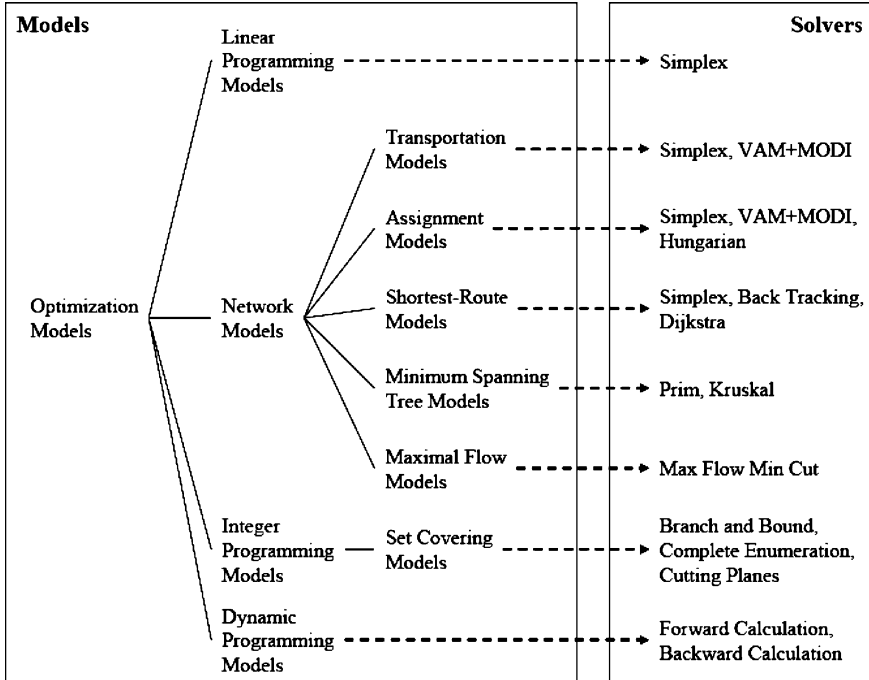 Models
Solvers
Linear
Programming
Models
Simplex
Transportation
Models
Simplex, VAM+MODI
Assignment
Models
Simplex, VAM+MODI,
Hungarian
Optimization
Models
Network
Models
Shortest-Route
Models
Simplex, Back Tracking,
Dijkstra
Minimum Spanning
Tree Models
Prim, Kruskal
Maximal Flow
Models
Max Flow Min Cut
Integer
Programming
Models
Set Covering
Models
Branch and Bound,
Complete Enumeration,
Cutting Planes
Dynamic
Programming
Models
Forward Calculation,
Backward Calculation